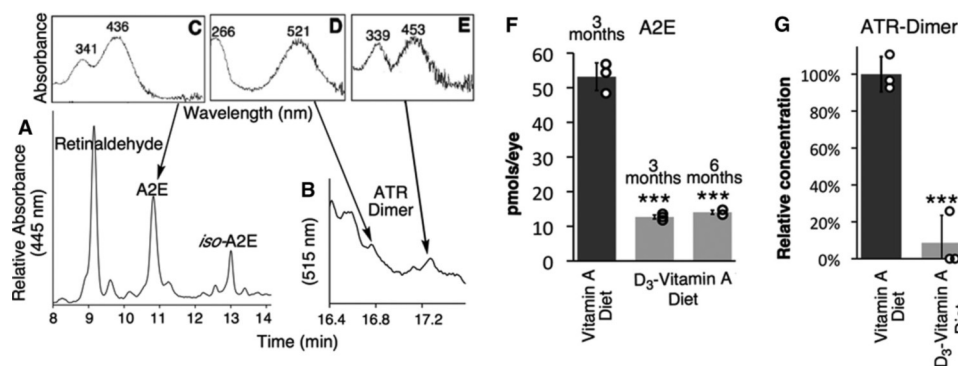 C
341
436
D
266
521
E
339
453
Absorbance
Wavelength (nm)
A
Retinaldehyde
A2E
iso-A2E
Relative Absorbance
(445 nm)
8 9 10 11 12 13 14
B
ATR
Dimer
(515 nm)
16.4 16.8 17.2
Time (min)
F
3
months
A2E
pmols/eye
60
50
40
30
20
10
0
3
months
***
6
months
***
Vitamin A
Diet
D3-Vitamin A
Diet
G
ATR-Dimer
Relative concentration
100%
80%
60%
40%
20%
0%
***
Vitamin A
Diet
D3-Vitamin A